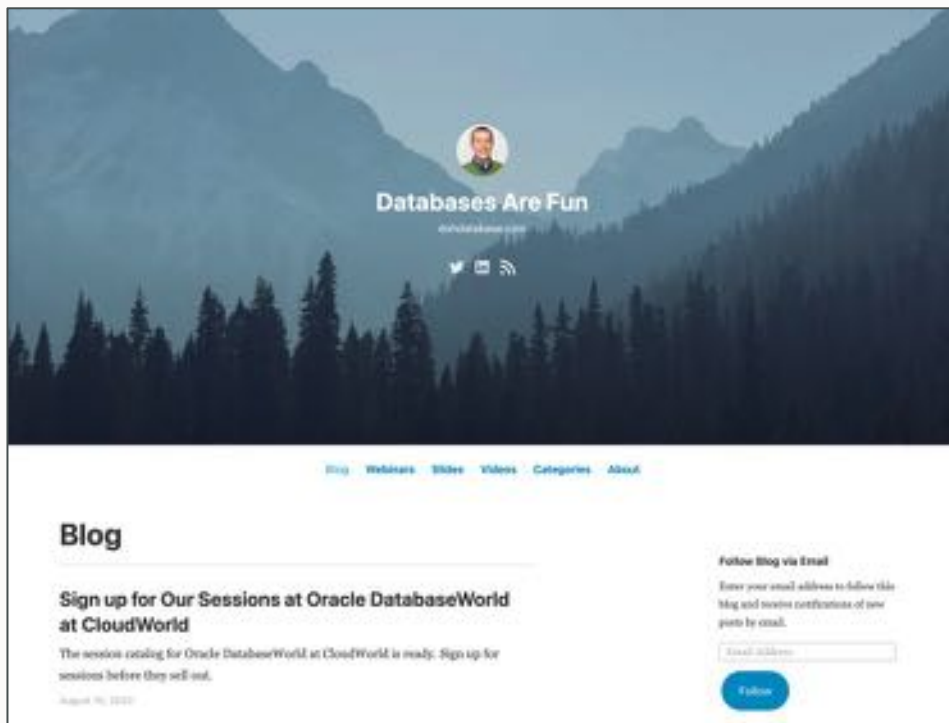 Databases Are Fun
dohdatabase.com
Blog Webinars Slides Videos Categories About
Blog
Sign up for Our Sessions at Oracle DatabaseWorld
at CloudWorld
The session catalog for Oracle DatabaseWorld at CloudWorld is ready. Sign up for
sessions before they sell out.
Follow Blog via Email
Enter your email address to follow this
blog and receive notifications of new
posts by email.
Email Address
Follow